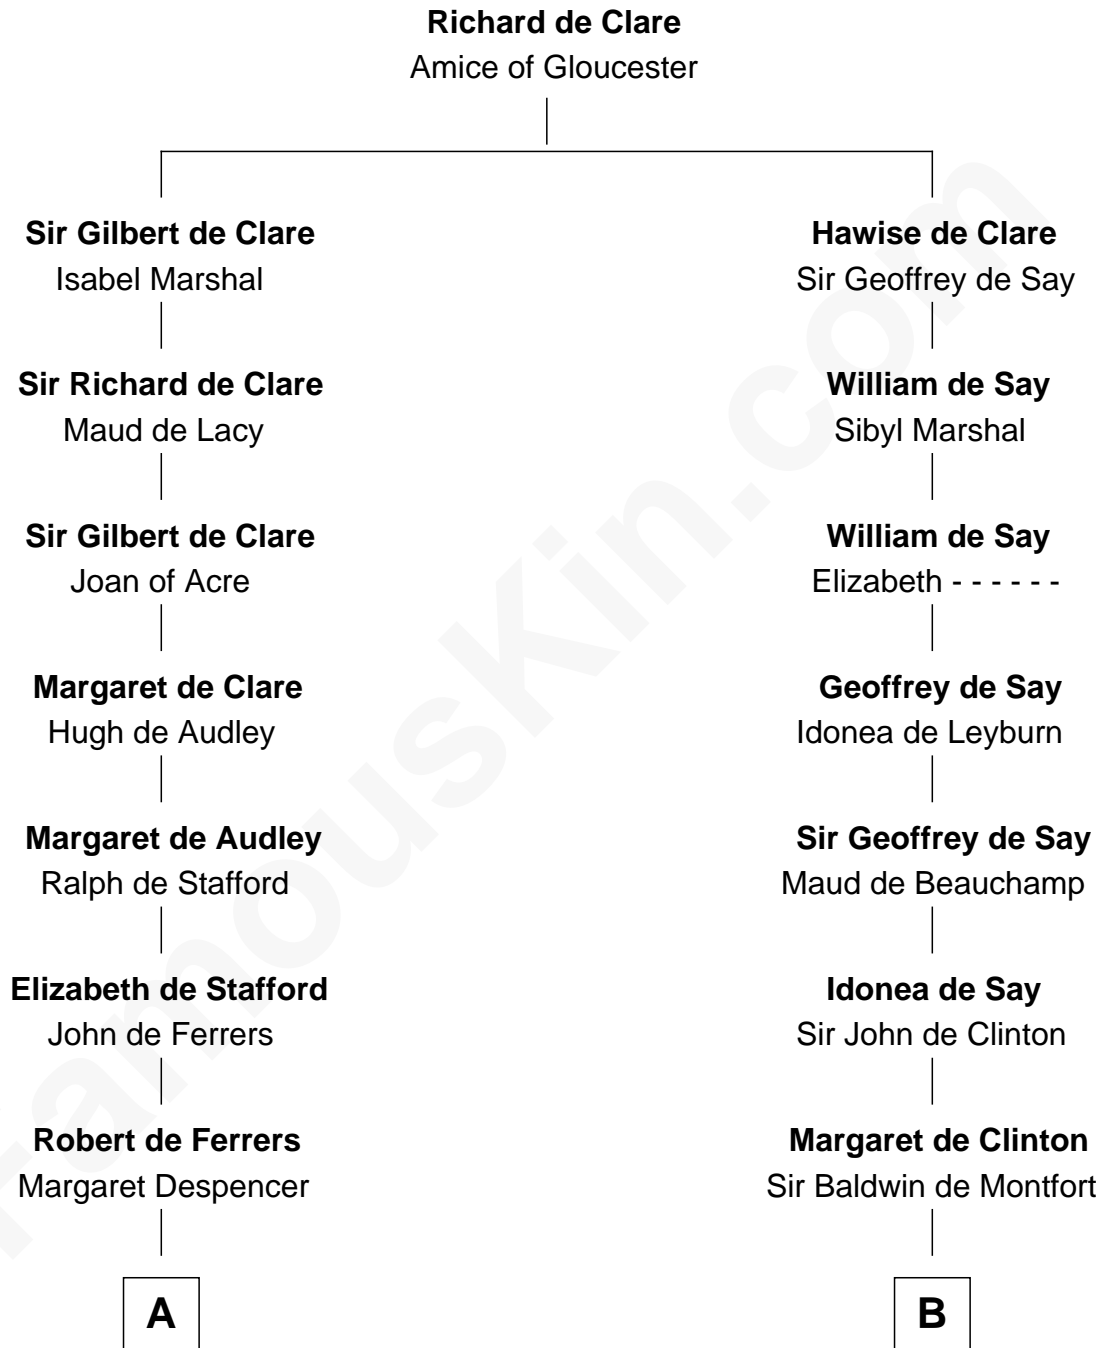 Richard de Clare
Amice of Gloucester
Sir Gilbert de Clare
Isabel Marshal
Hawise de Clare
Sir Geoffrey de Say
Sir Richard de Clare
Maud de Lacy
William de Say
Sibyl Marshal
Sir Gilbert de Clare
Joan of Acre
William de Say
Elizabeth - - - - - -
Margaret de Clare
Hugh de Audley
Geoffrey de Say
Idonea de Leyburn
Margaret de Audley
Ralph de Stafford
Sir Geoffrey de Say
Maud de Beauchamp
Elizabeth de Stafford
John de Ferrers
Idonea de Say
Sir John de Clinton
Robert de Ferrers
Margaret Despencer
Margaret de Clinton
Sir Baldwin de Montfort
A
B
FamousKin.com